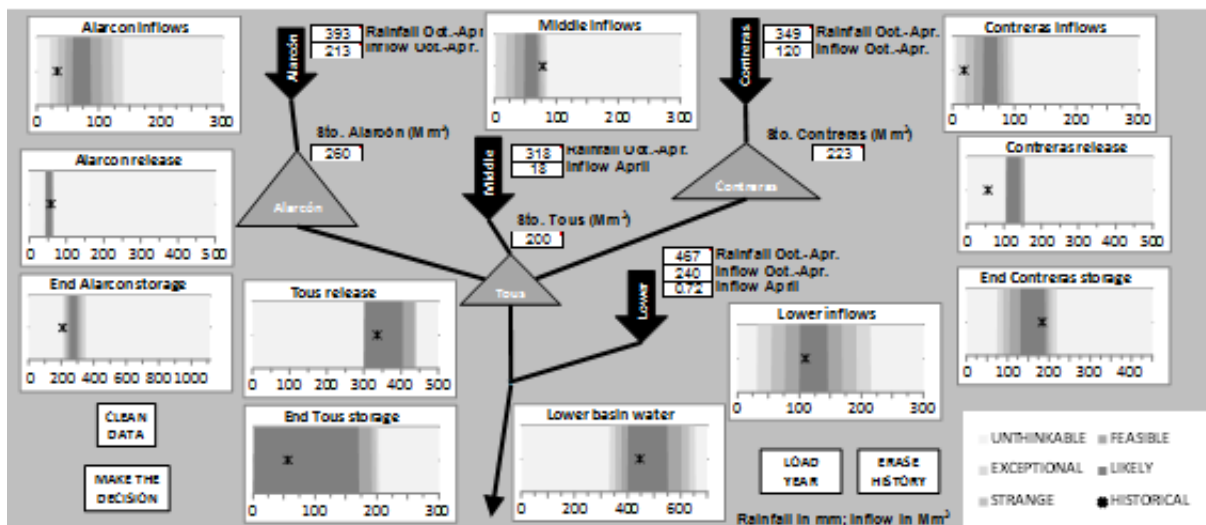 Alarcon inflows
0 100 200 300
Alarcón
393 Rainfall Oct.-Apr.
213 Inflow Oct.-Apr.
Middle inflows
0 100 200 300
Contreras
349 Rainfall Oct.-Apr.
120 Inflow Oct.-Apr.
Contreras inflows
0 100 200 300
Sto. Alarcón (Mm³)
260
Alarcón
Alarcon release
0 100 200 300 400 500
Middle
318 Rainfall Oct.-Apr.
18 Inflow April
Sto. Contreras (Mm³)
223
Contreras
Contreras release
0 100 200 300 400
Sto. Tous (Mm³)
200
Tous
Lower
467 Rainfall Oct.-Apr.
240 Inflow Oct.-Apr.
0.72 Inflow April
End Alarcon storage
0 200 400 600 800 1000
Tous release
0 100 200 300 400 500
Lower inflows
0 100 200 300
End Contreras storage
0 100 200 300 400
CLEAN
DATA
MAKE THE
DECISION
End Tous storage
0 100 200 300
Lower basin water
0 200 400 600
LOAD
YEAR
ERASE
HISTORY
UNTHINKABLE FEASIBLE
EXCEPTIONAL LIKELY
STRANGE HISTORICAL
Rainfall in mm; Inflow in Mm³